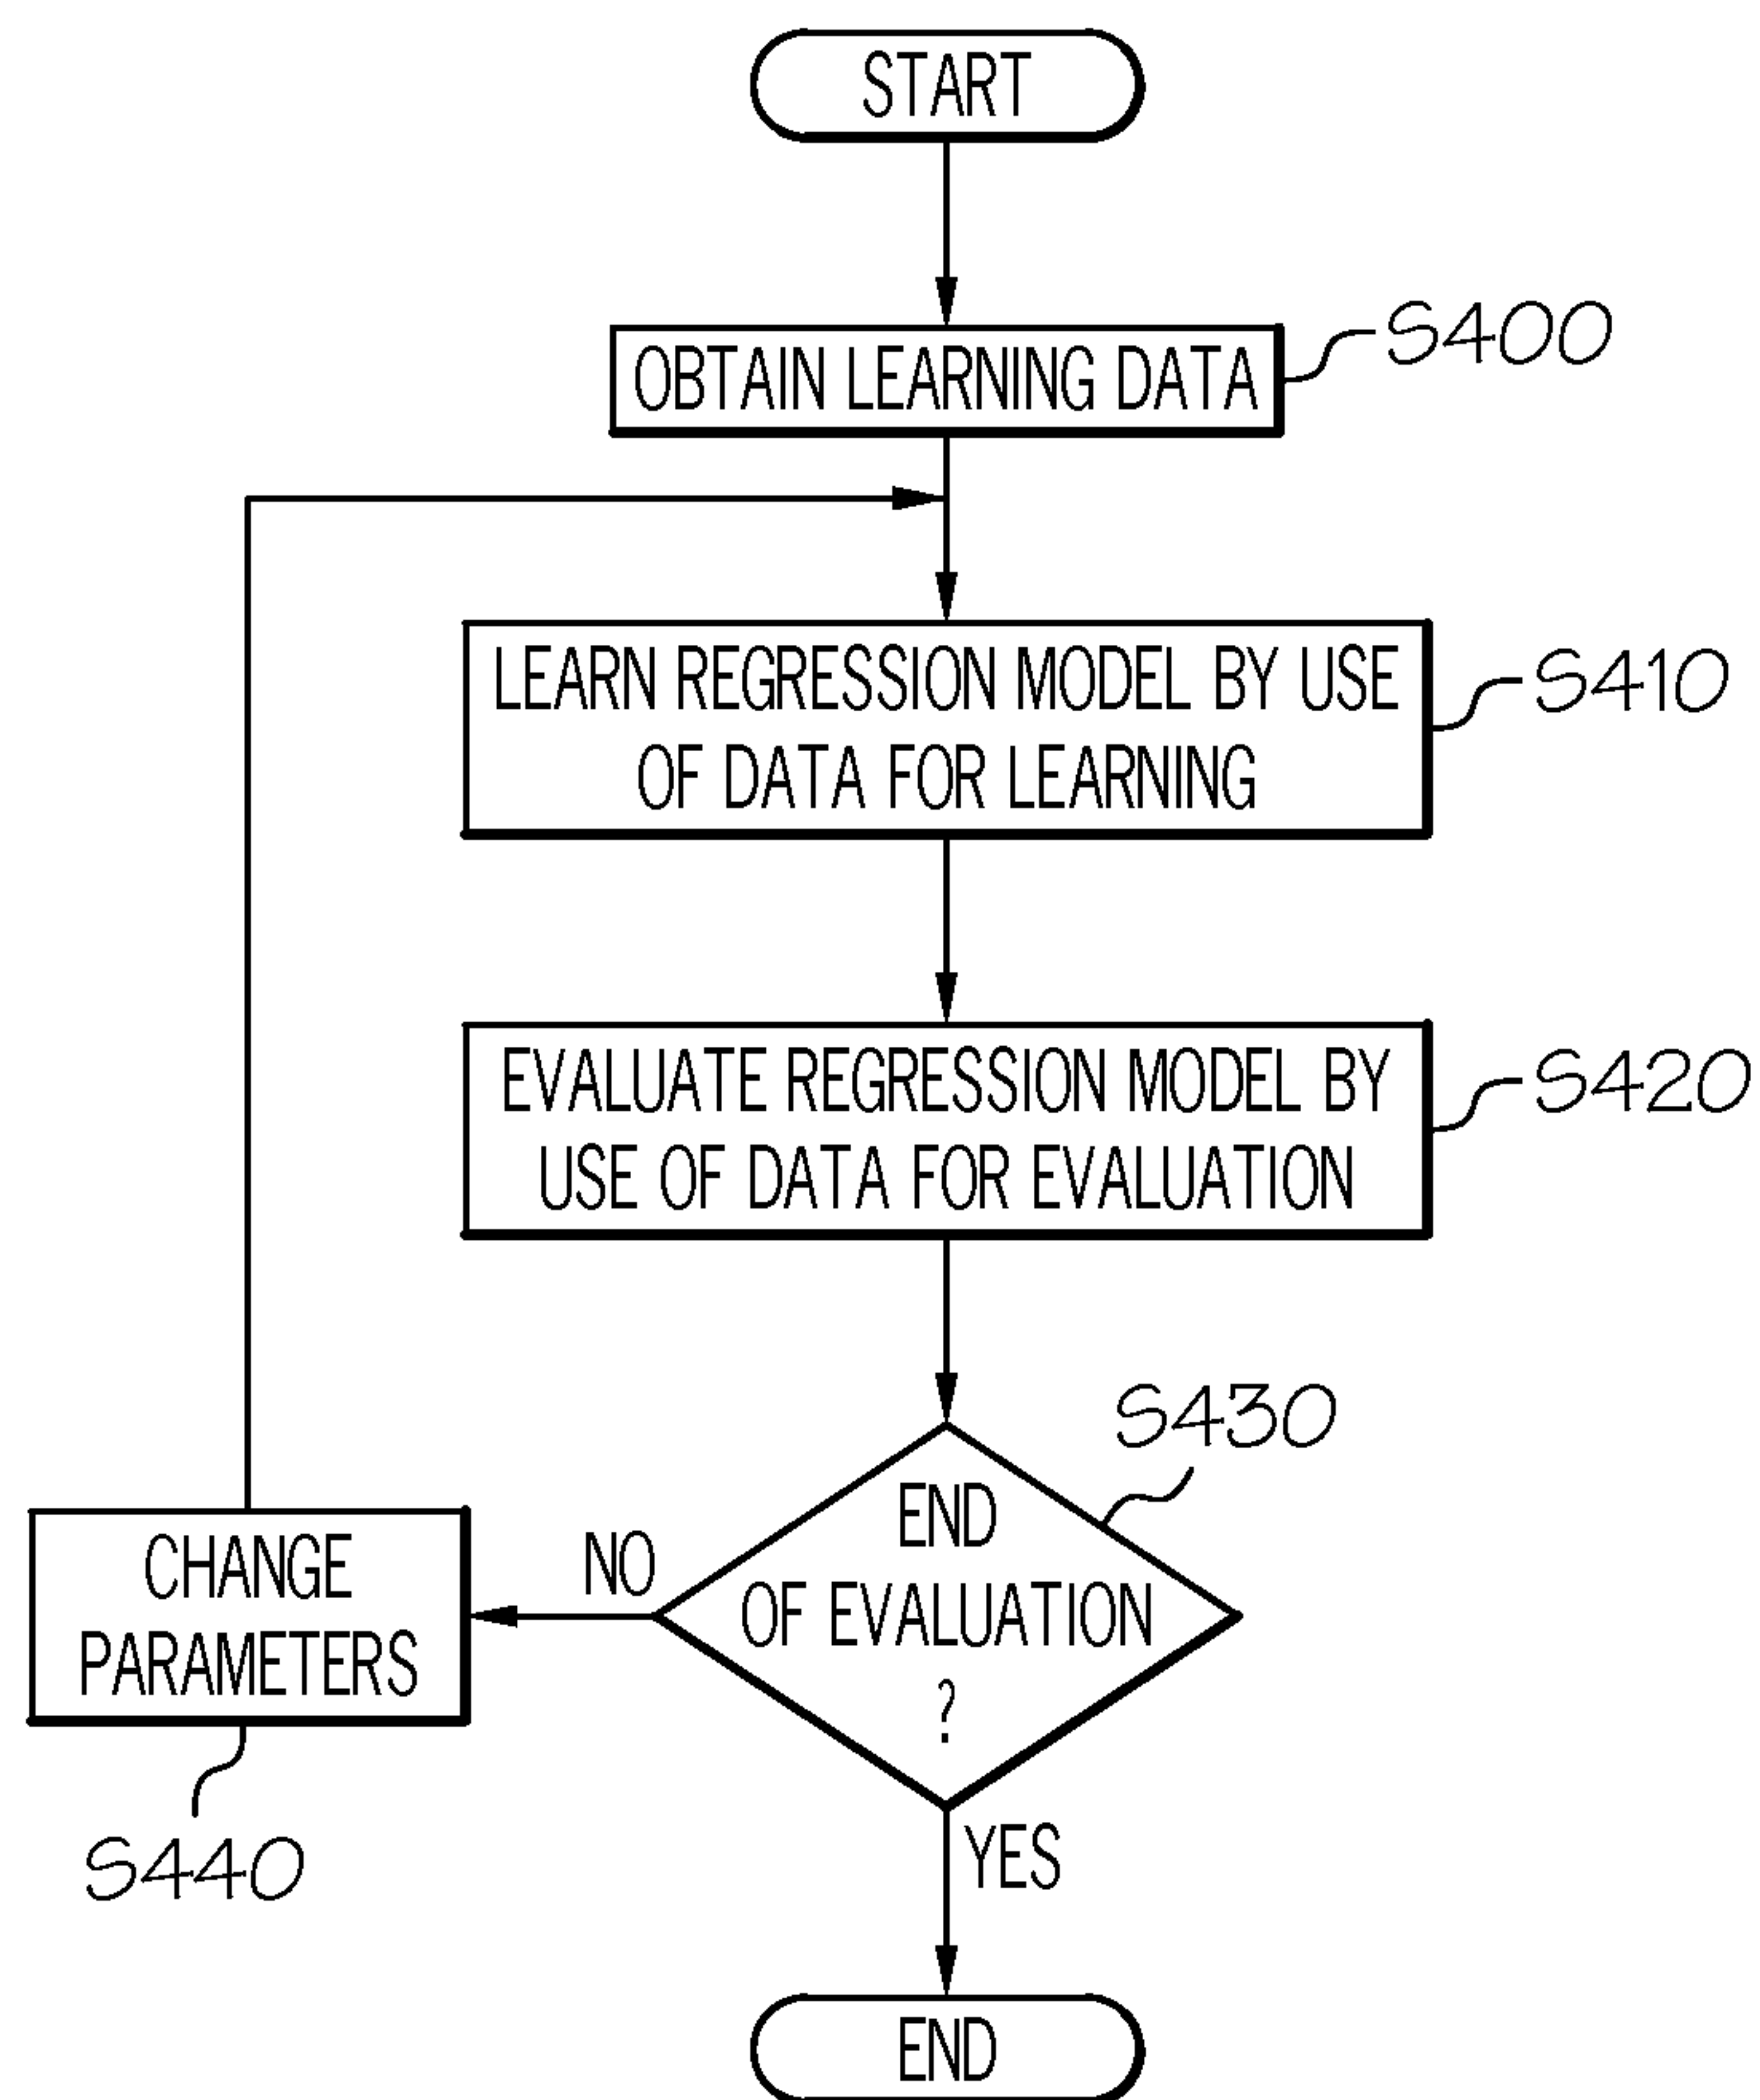 START
OBTAIN LEARNING DATA
S400
LEARN REGRESSION MODEL BY USE
OF DATA FOR LEARNING
S410
EVALUATE REGRESSION MODEL BY
USE OF DATA FOR EVALUATION
S420
S430
END
OF EVALUATION
?
NO
CHANGE
PARAMETERS
S440
YES
END